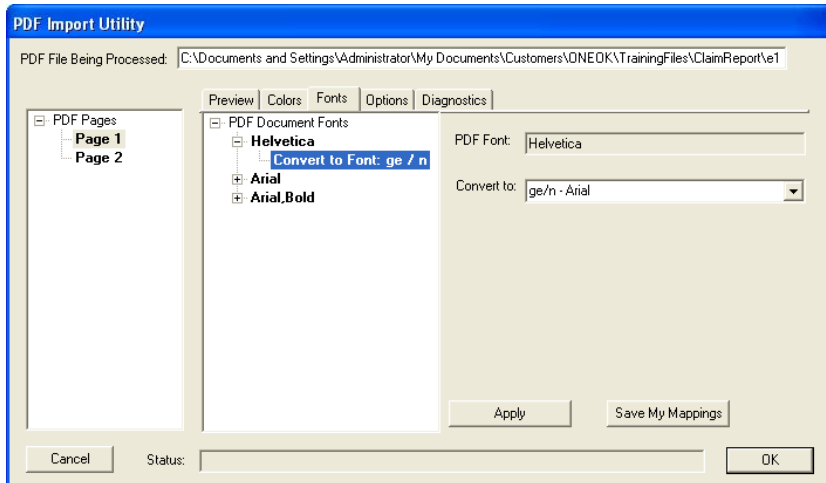 PDF Import Utility
PDF File Being Processed: C:\Documents and Settings\Administrator\My Documents\Customers\ONEOK\TrainingFiles\ClaimReport\e1
PDF Pages
Page 1
Page 2
Preview Colors Fonts Options Diagnostics
PDF Document Fonts
Helvetica
Convert to Font: ge / n
Arial
Arial,Bold
PDF Font: Helvetica
Convert to: ge/n - Arial
Apply Save My Mappings
Cancel Status: OK